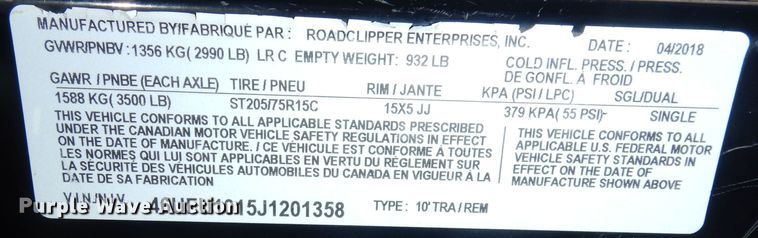 MANUFACTURED BY/FABRIQUÉ PAR : ROADCLIPPER ENTERPRISES, INC. DATE : 04/2018
GVWR/PNBV : 1356 KG( 2990 LB) LR C EMPTY WEIGHT: 932 LB COLD INFL. PRESS./ PRESS.
DE GONFL. À FROID
GAWR / PNBE (EACH AXLE) TIRE / PNEU RIM / JANTE KPA (PSI / LPC) SGL/DUAL
1588 KG( 3500 LB) ST205/75R15C 15X5 JJ 379 KPA( 55 PSI)- SINGLE
THIS VEHICLE CONFORMS TO ALL APPLICABLE STANDARDS PRESCRIBED
UNDER THE CANADIAN MOTOR VEHICLE SAFETY REGULATIONS IN EFFECT
ON THE DATE OF MANUFACTURE. / CE VÉHICULE EST CONFORME À TOUTES
LES NORMES QUI LUI SONT APPLICABLES EN VERTU DU RÈGLEMENT SUR
LA SÉCURITÉ DES VÉHICULES AUTOMOBILES DU CANADA EN VIGUEUR À LA
DATE DE SA FABRICATION
THIS VEHICLE CONFORMS TO ALL
APPLICABLE U.S. FEDERAL MOTOR
VEHICLE SAFETY STANDARDS IN
EFFECT ON THE DATE OF
MANUFACTURE SHOWN ABOVE
V.I.N./N.I.V. 15J1201358 TYPE: 10' TRA / REM
Purple Wave Auction